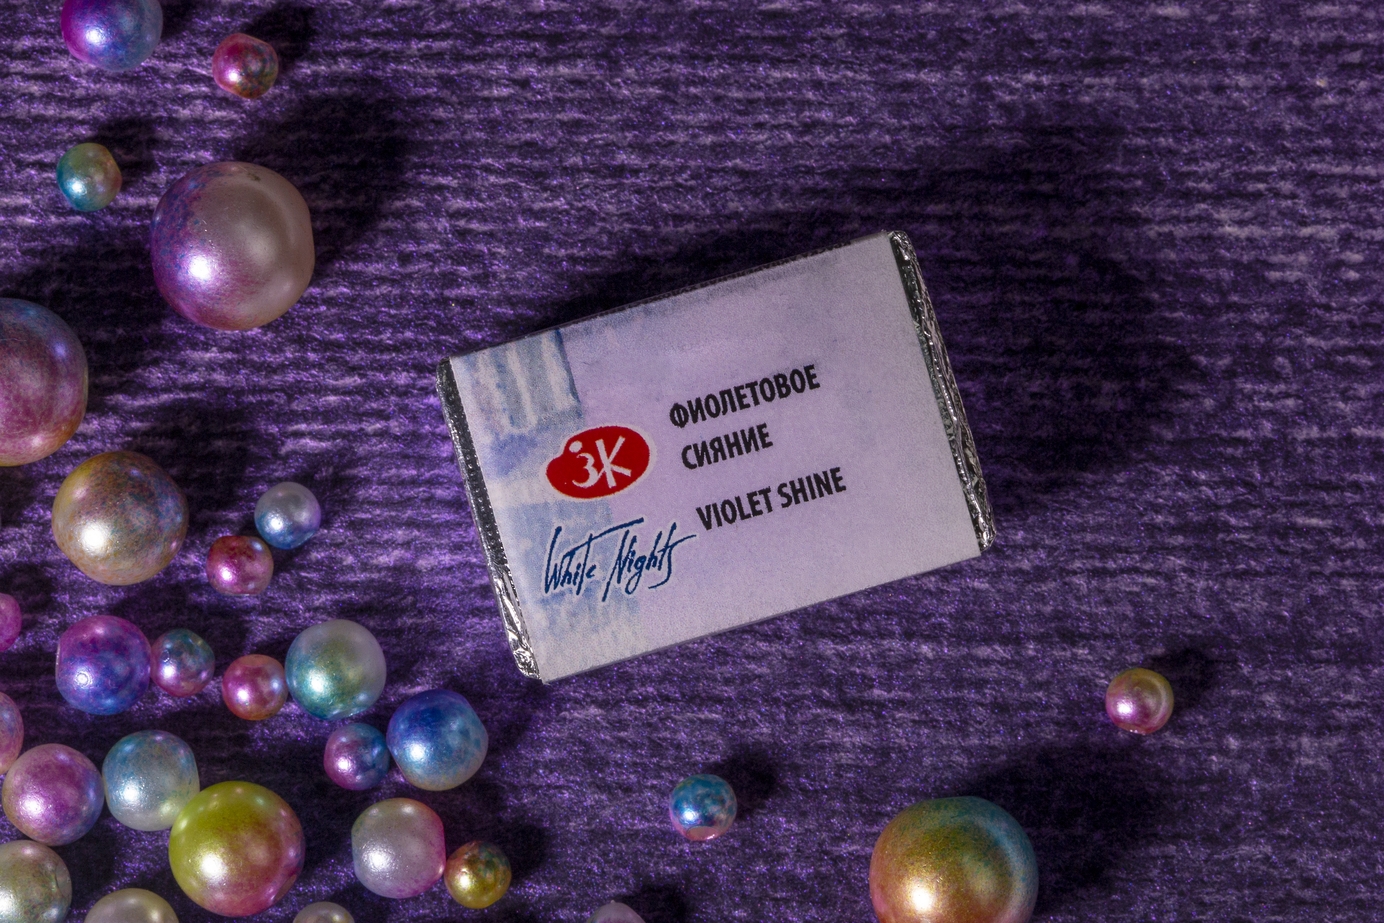 ФИОЛЕТОВОЕ
СИЯНИЕ
ЗК
VIOLET SHINE
White Nights